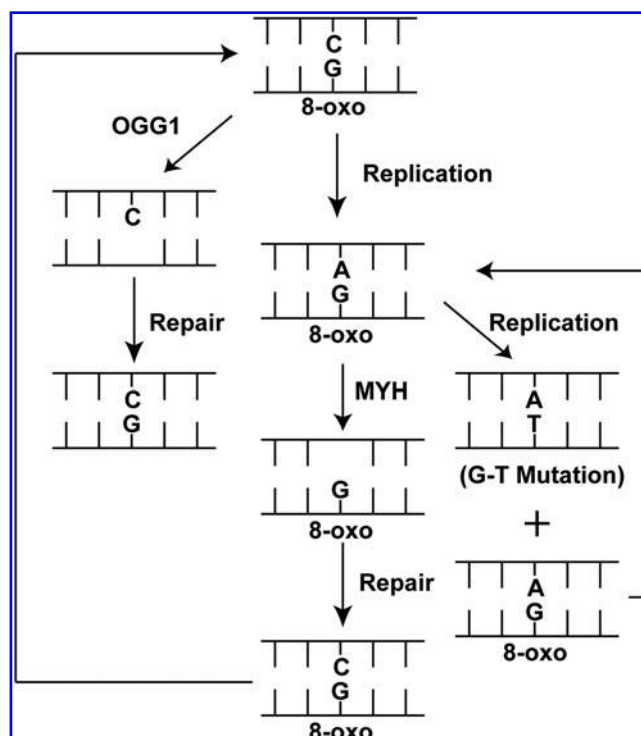 C
G
8-oxo
OGG1
Replication
C
A
G
8-oxo
Repair
Replication
C
G
MYH
A
T
(G-T Mutation)
G
8-oxo
+
Repair
A
G
8-oxo
C
G
8-oxo